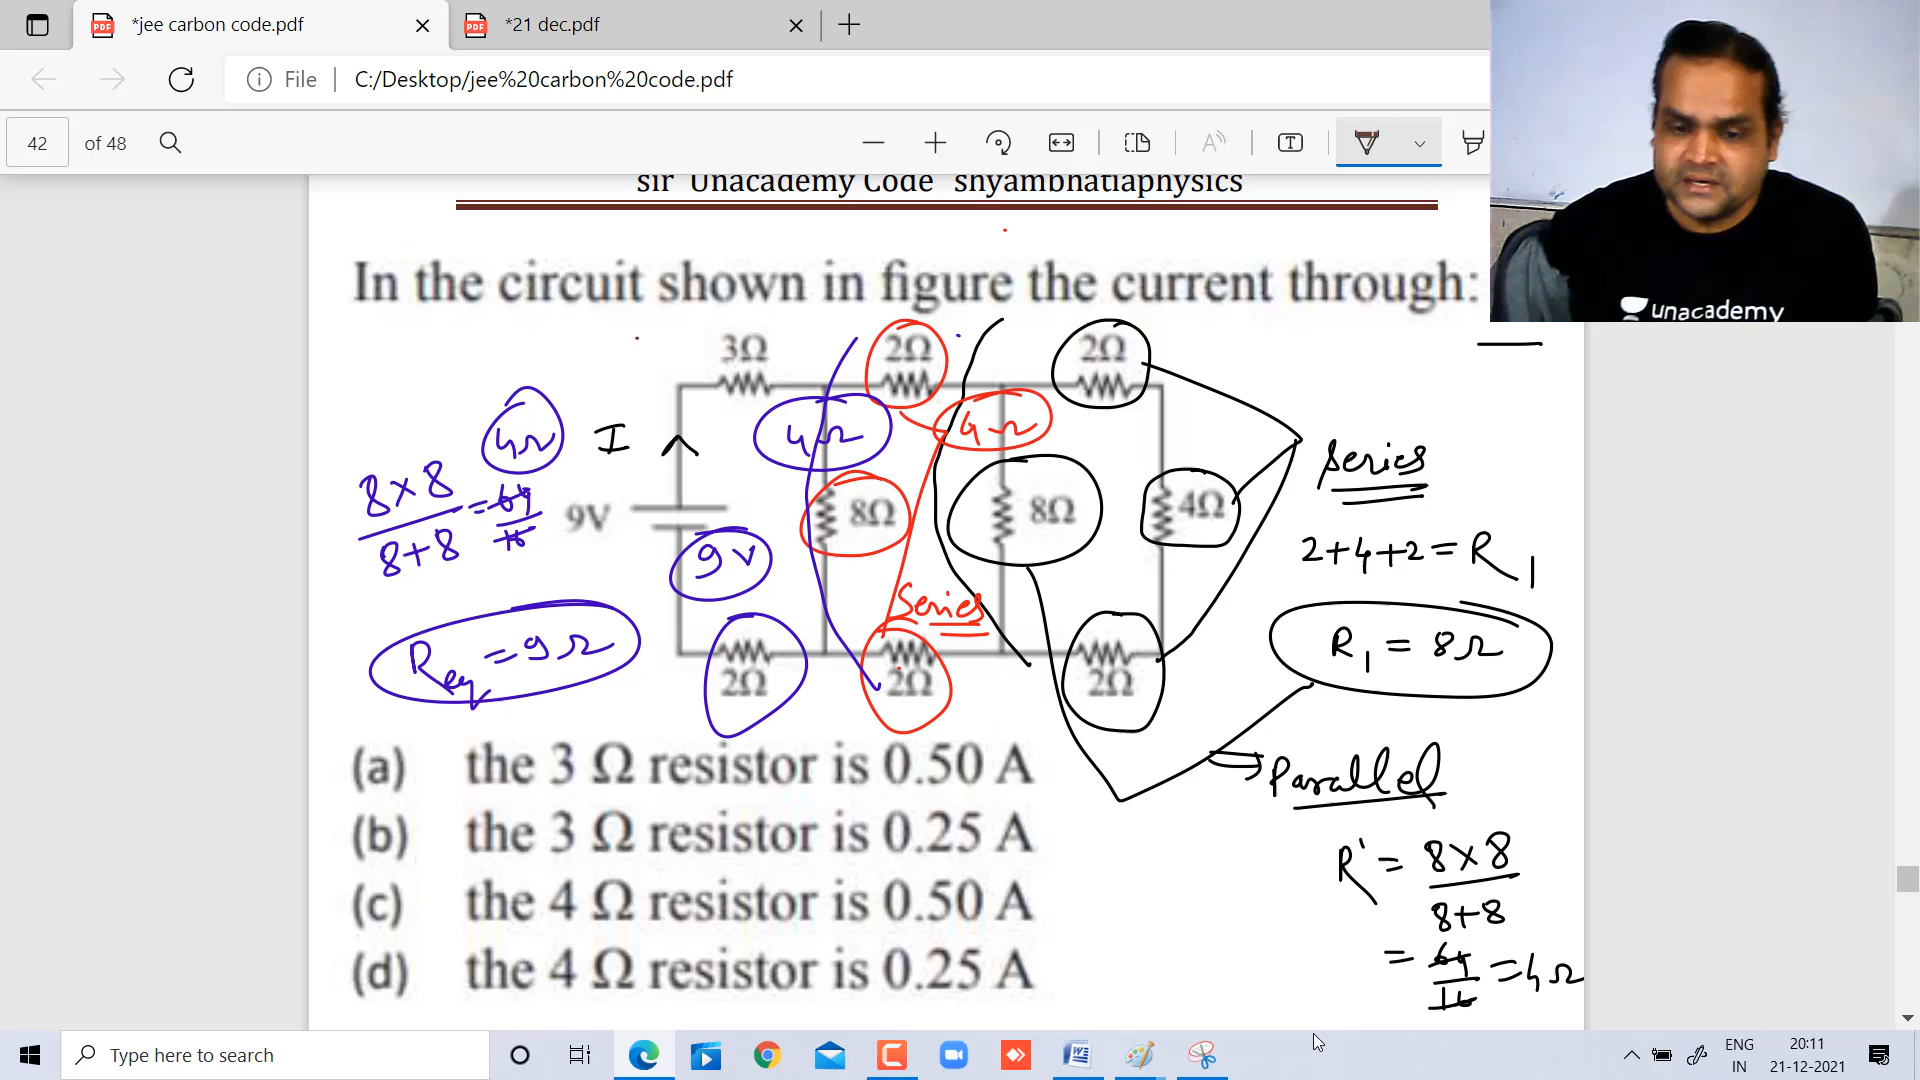 *jee carbon code.pdf
*21 dec.pdf
File
C:/Desktop/jee%20carbon%20code.pdf
42 of 48
sir Unacademy Code shyambhatiaphysics
unacademy
In the circuit shown in figure the current through:
3Ω 2Ω 2Ω
4Ω I 4Ω 4Ω
9V 8Ω 8Ω 4Ω
9V
2Ω 2Ω 2Ω
8×8/8+8 = 64/16
Req = 9Ω
Series
Series
2+4+2 = R1
R1 = 8Ω
Parallel
R' = 8×8/8+8
= 64/16 = 4Ω
(a) the 3 Ω resistor is 0.50 A
(b) the 3 Ω resistor is 0.25 A
(c) the 4 Ω resistor is 0.50 A
(d) the 4 Ω resistor is 0.25 A
Type here to search
ENG
IN
20:11
21-12-2021